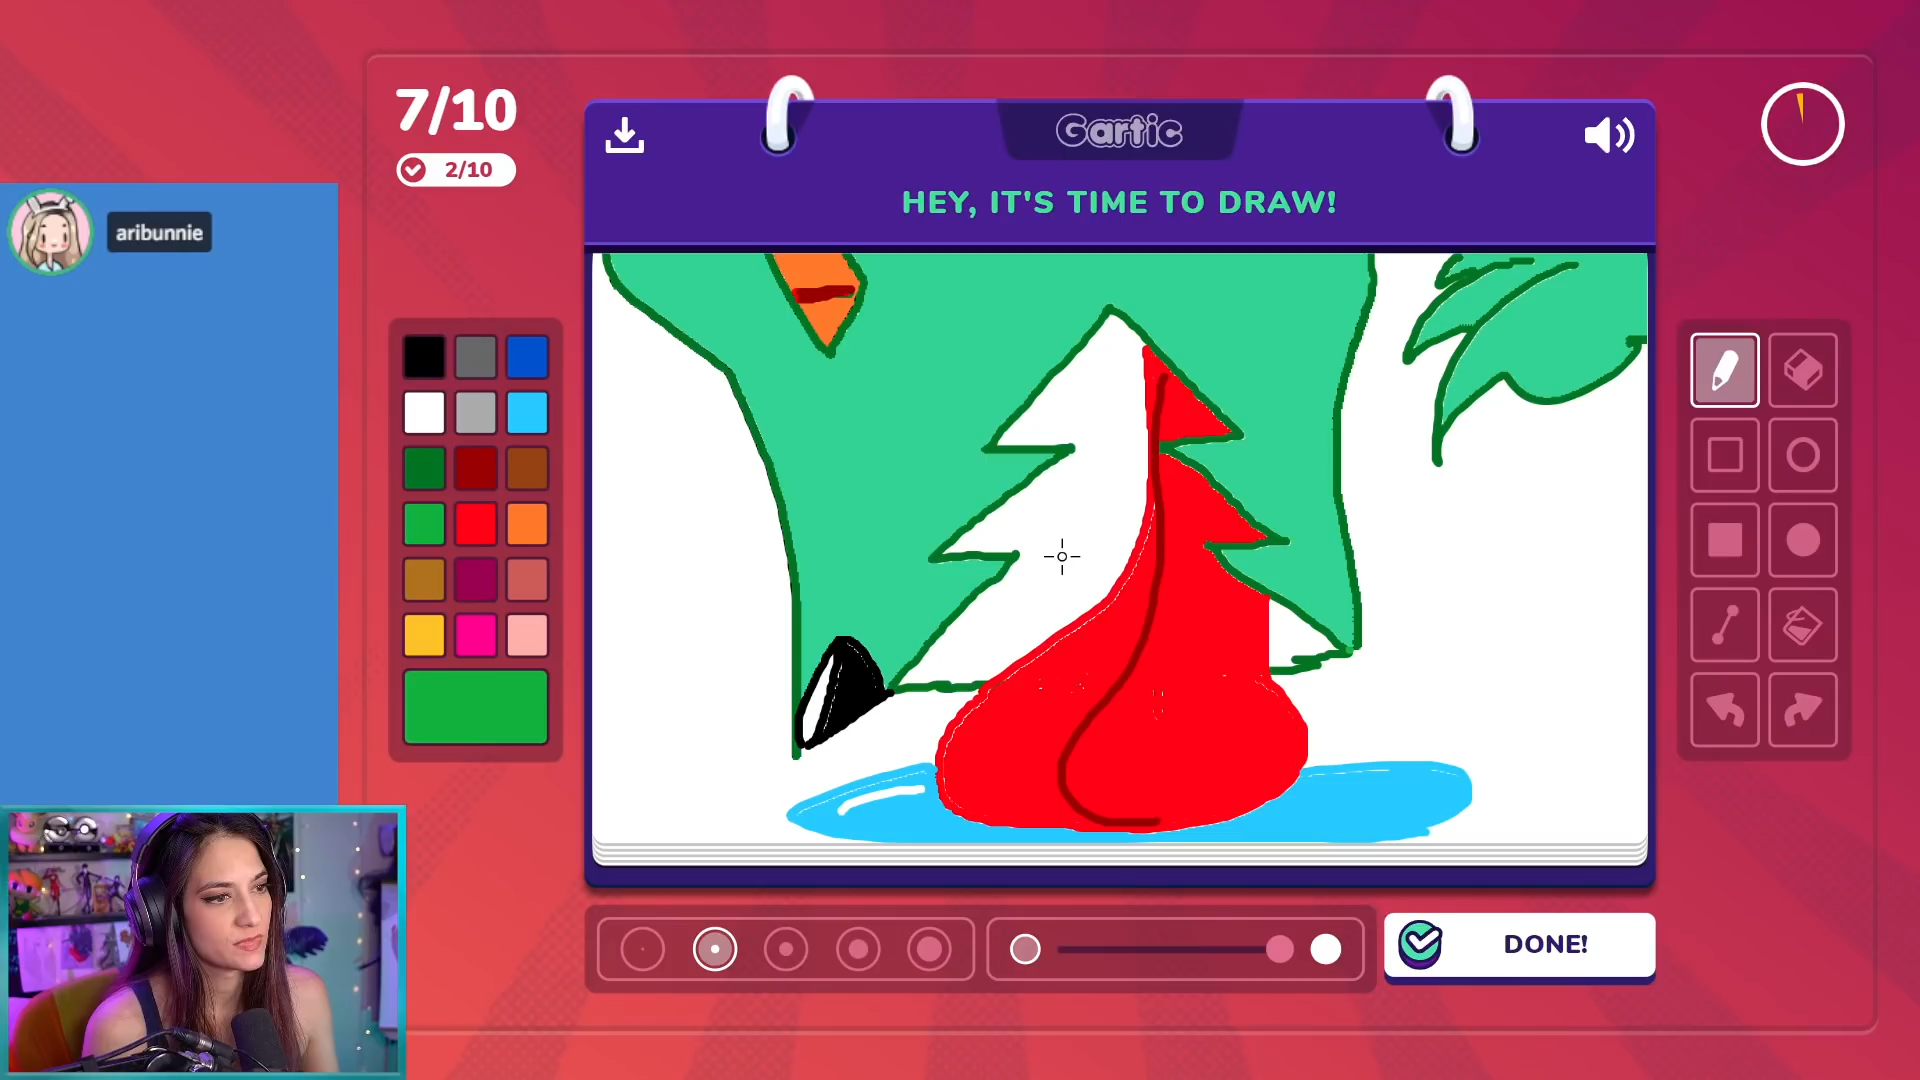 7/10
2/10
Gartic
HEY, IT'S TIME TO DRAW!
aribunnie
DONE!